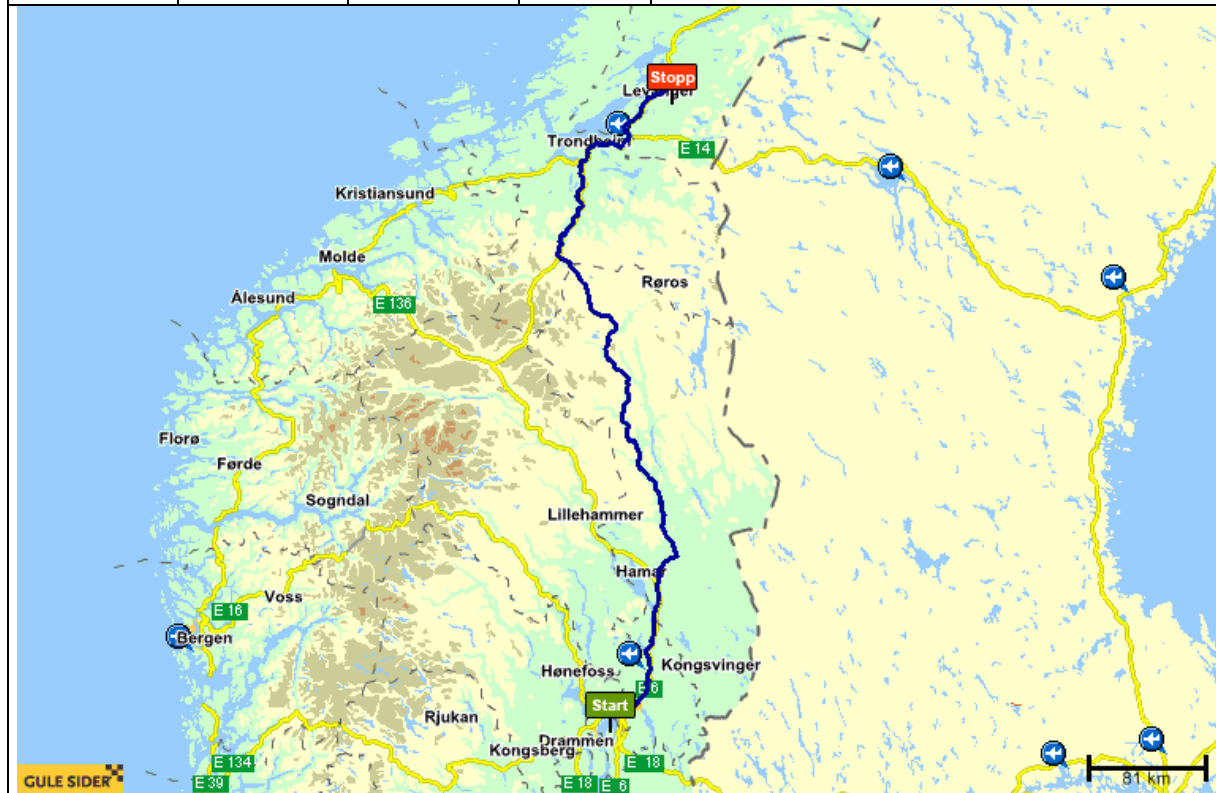 Stopp
Levanger
Trondheim
E 14
Kristiansund
Molde
Røros
Ålesund
E 136
Florø
Førde
Sogndal
Lillehammer
Hamar
Voss
E 16
Bergen
Hønefoss
Kongsvinger
E 6
Start
Rjukan
Drammen
Kongsberg
E 134
E 18
E 39
E 18
E 6
GULE SIDER
81 km